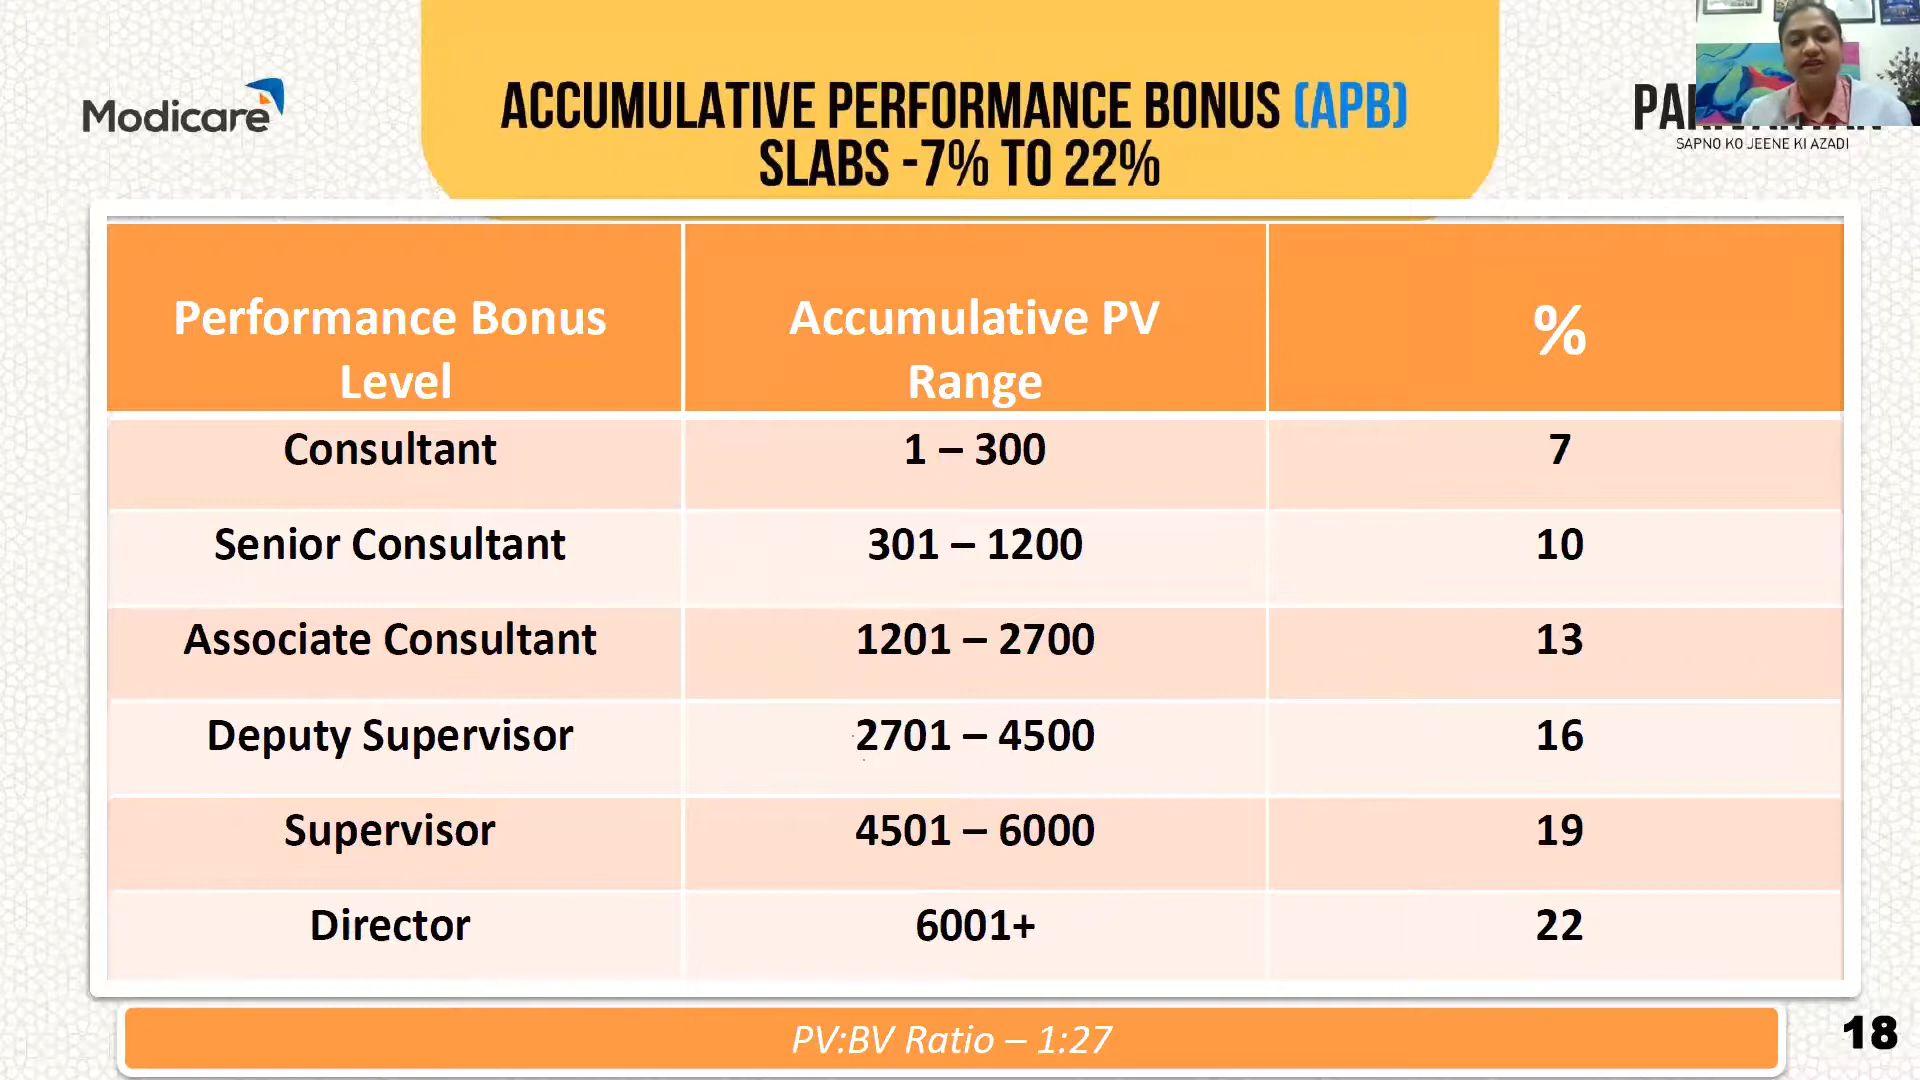 Modicare
ACCUMULATIVE PERFORMANCE BONUS (APB)
SLABS -7% TO 22%
SAPNO KO JEENE KI AZADI
Performance Bonus Level
Accumulative PV Range
%
Consultant
1 – 300
7
Senior Consultant
301 – 1200
10
Associate Consultant
1201 – 2700
13
Deputy Supervisor
2701 – 4500
16
Supervisor
4501 – 6000
19
Director
6001+
22
PV:BV Ratio – 1:27
18